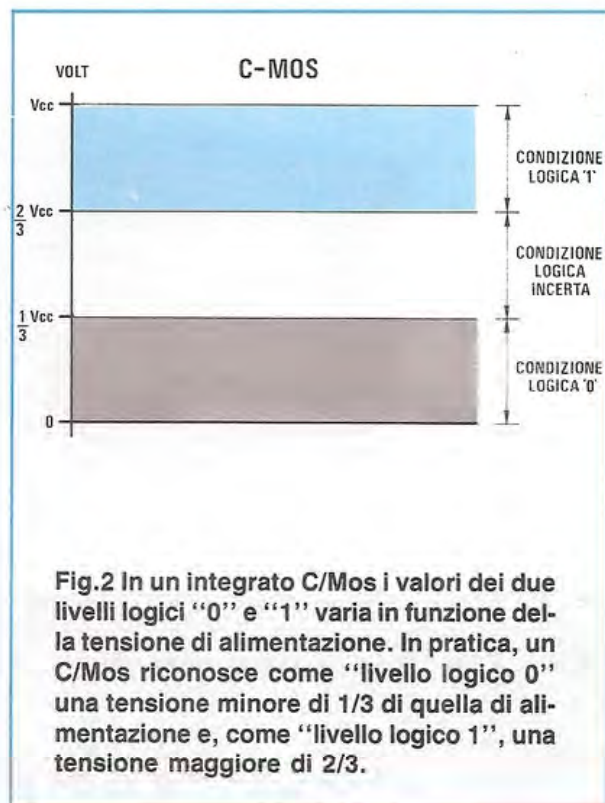 C-MOS
VOLT
Vcc
CONDIZIONE
LOGICA '1'
2/3 Vcc
CONDIZIONE
LOGICA
INCERTA
1/3 Vcc
CONDIZIONE
LOGICA '0'
0
Fig.2 In un integrato C/Mos i valori dei due
livelli logici "0" e "1" varia in funzione del-
la tensione di alimentazione. In pratica, un
C/Mos riconosce come "livello logico 0"
una tensione minore di 1/3 di quella di ali-
mentazione e, come "livello logico 1", una
tensione maggiore di 2/3.